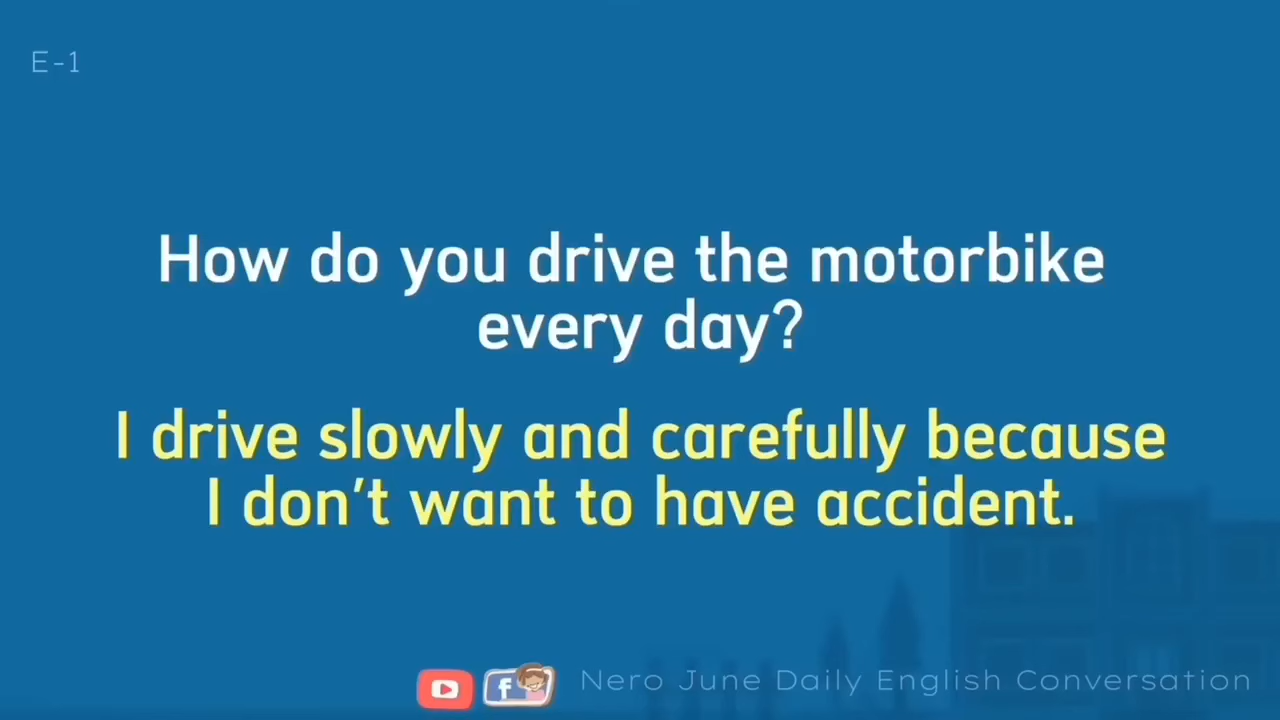 E-1
How do you drive the motorbike
every day?
I drive slowly and carefully because
I don't want to have accident.
f Nero June Daily English Conversation